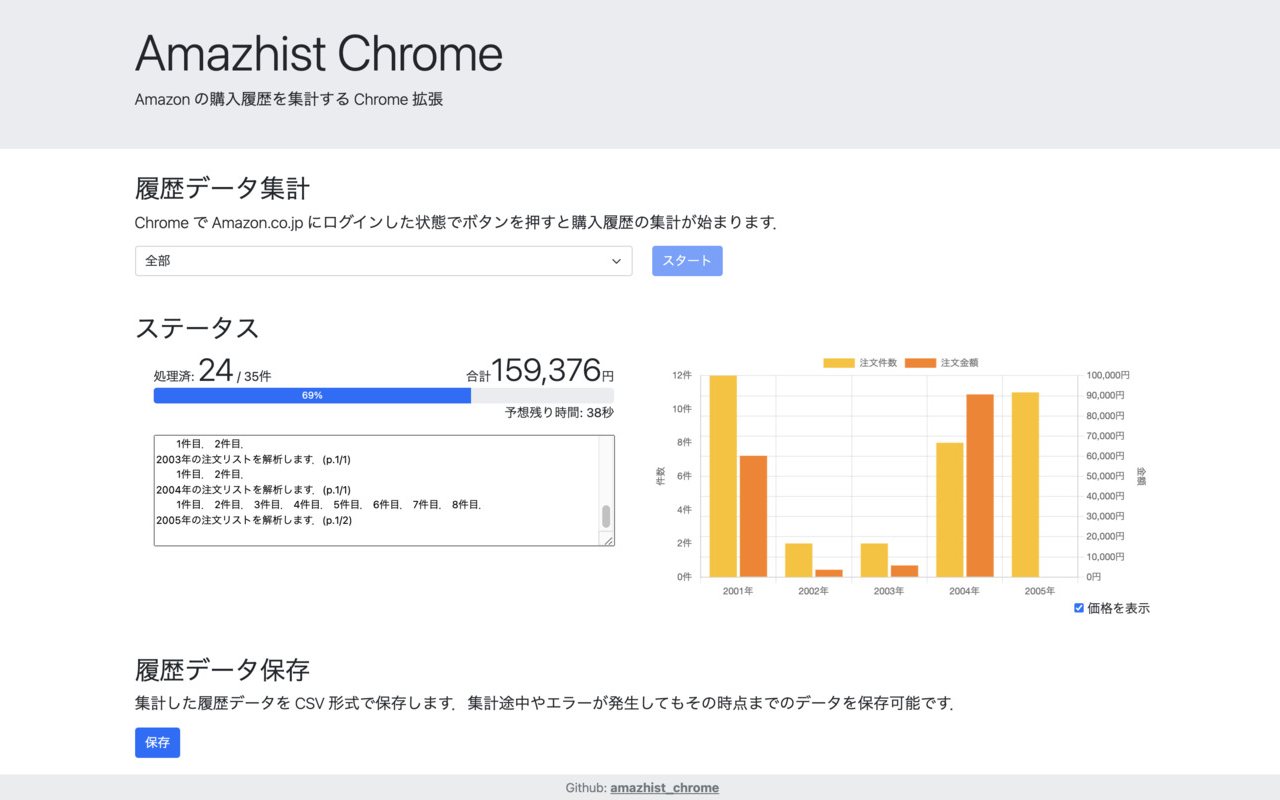 Amazhist Chrome
Amazon の購入履歴を集計する Chrome 拡張
履歴データ集計
Chrome で Amazon.co.jp にログインした状態でボタンを押すと購入履歴の集計が始まります．
全部
スタート
ステータス
処理済: 24 / 35件
合計159,376円
69%
予想残り時間: 38秒
1件目． 2件目．
2003年の注文リストを解析します．(p.1/1)
1件目． 2件目．
2004年の注文リストを解析します．(p.1/1)
1件目． 2件目． 3件目． 4件目． 5件目． 6件目． 7件目． 8件目．
2005年の注文リストを解析します．(p.1/2)
注文件数 注文金額
件数
12件
10件
8件
6件
4件
2件
0件
100,000円
90,000円
80,000円
70,000円
60,000円
50,000円
40,000円
30,000円
20,000円
10,000円
0円
金額
2001年 2002年 2003年 2004年 2005年
価格を表示
履歴データ保存
集計した履歴データを CSV 形式で保存します．集計途中やエラーが発生してもその時点までのデータを保存可能です．
保存
Github: amazhist_chrome